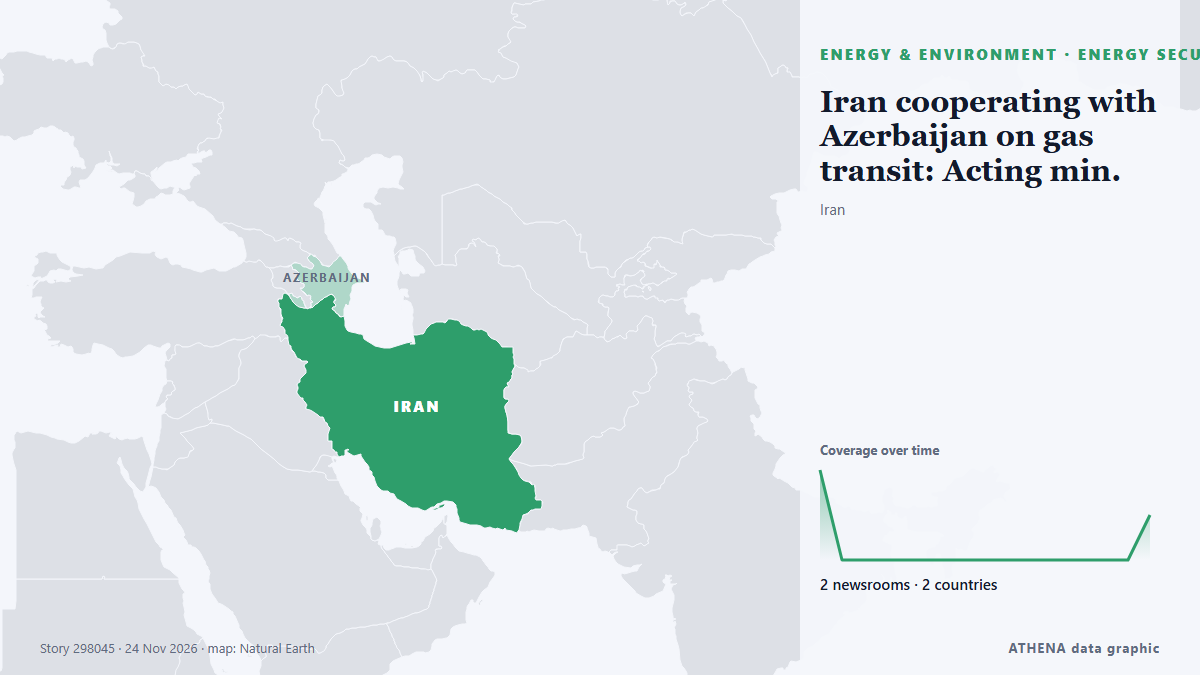 ENERGY & ENVIRONMENT · ENERGY SECU
Iran cooperating with
Azerbaijan on gas
transit: Acting min.
Iran
AZERBAIJAN
IRAN
Coverage over time
2 newsrooms · 2 countries
Story 298045 · 24 Nov 2026 · map: Natural Earth
ATHENA data graphic